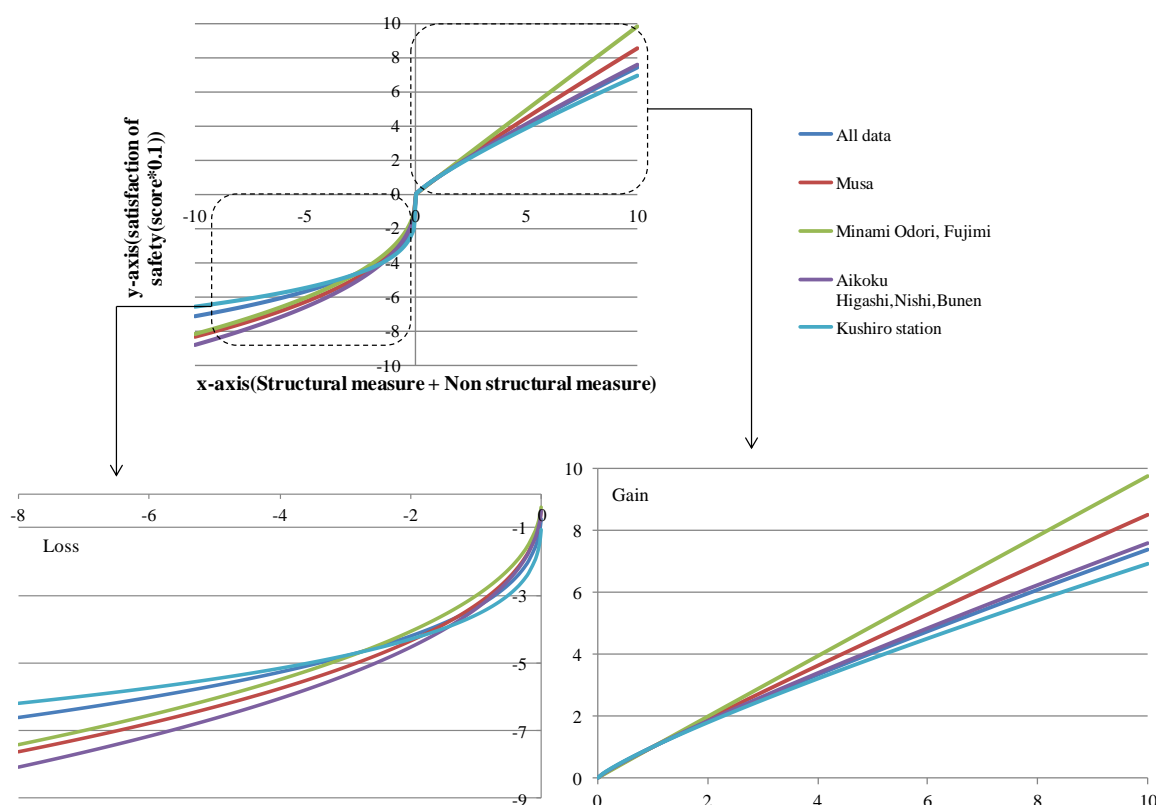 10
8
6
4
2
0
-10 -5 0 5 10
-2
-4
-6
-8
-10
y-axis(satisfaction of
safety(score*0.1))
x-axis(Structural measure + Non structural measure)
All data
Musa
Minami Odori, Fujimi
Aikoku
Higashi,Nishi,Bunen
Kushiro station
-8 -6 -4 -2 0
Loss
-1
-3
-5
-7
-9
Gain
10
8
6
4
2
0
0 2 4 6 8 10